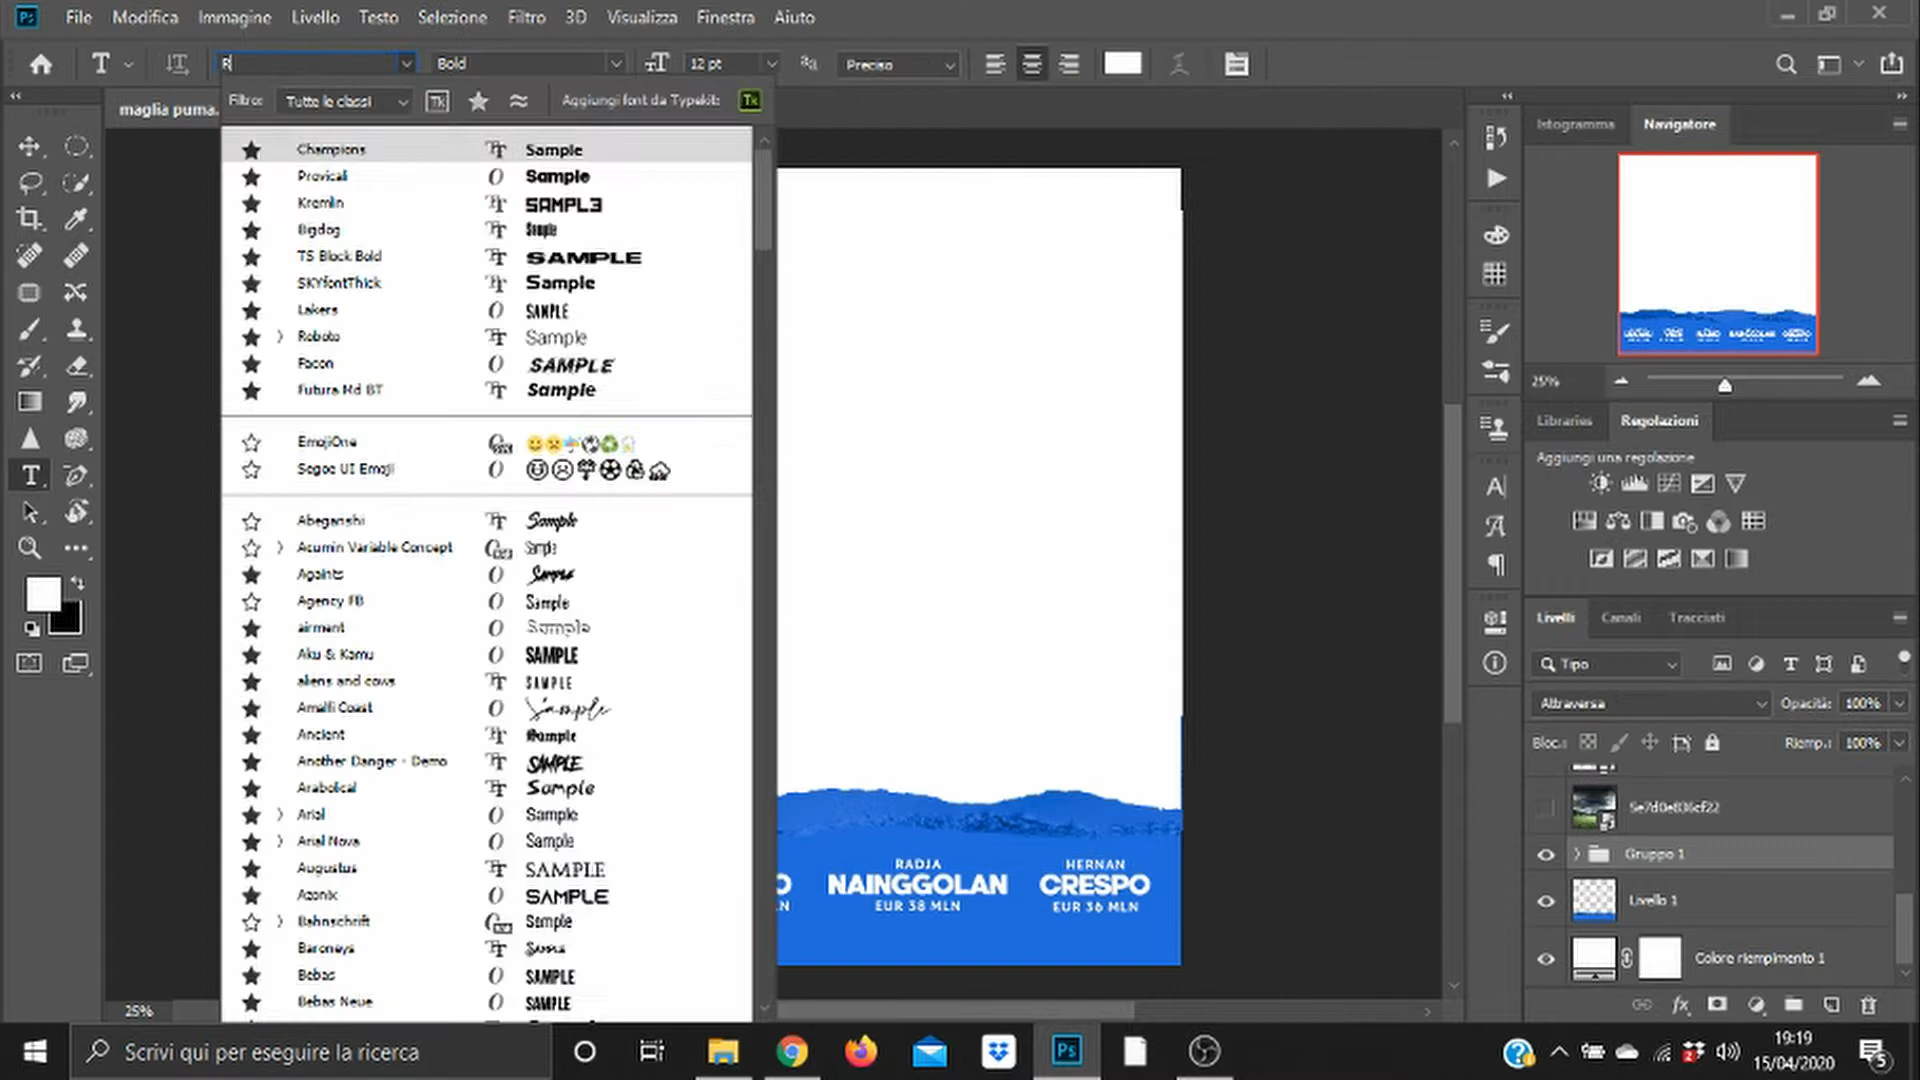 File Modifica Immagine Livello Testo Selezione Filtro 3D Visualizza Finestra Aiuto
R Bold 12 pt Preciso
Filtro: Tutte le classi Aggiungi font da Typekit: Tk
maglia puma.
Champions Sample
Provicali Sample
Kremlin SAMPLE
Bigdog Sample
TS Block Bold SAMPLE
SKYfontThick Sample
Lakers SAMPLE
Roboto Sample
Facon SAMPLE
Futura Md BT Sample
EmojiOne
Segoe UI Emoji
Abeganshi Sample
Acumin Variable Concept Sample
Againts Sample
Agency FB Sample
airment Sample
Aku & Kamu SAMPLE
aliens and cows SAMPLE
Amalfi Coast Sample
Ancient Sample
Another Danger - Demo SAMPLE
Arabolical Sample
Arial Sample
Arial Nova Sample
Augustus SAMPLE
Azonix SAMPLE
Bahnschrift Sample
Baroneys Sample
Bebas SAMPLE
Bebas Neue SAMPLE
RADJA
NAINGGOLAN
EUR 38 MLN
HERNAN
CRESPO
EUR 36 MLN
25%
Istogramma Navigatore
25%
Libraries Regolazioni
Aggiungi una regolazione
Livelli Canali Tracciati
Tipo
Attraversa Opacità: 100%
Bloc.: Riemp.: 100%
5e7d0e836cf22
Gruppo 1
Livello 1
Colore riempimento 1
Scrivi qui per eseguire la ricerca
19:19
15/04/2020
5